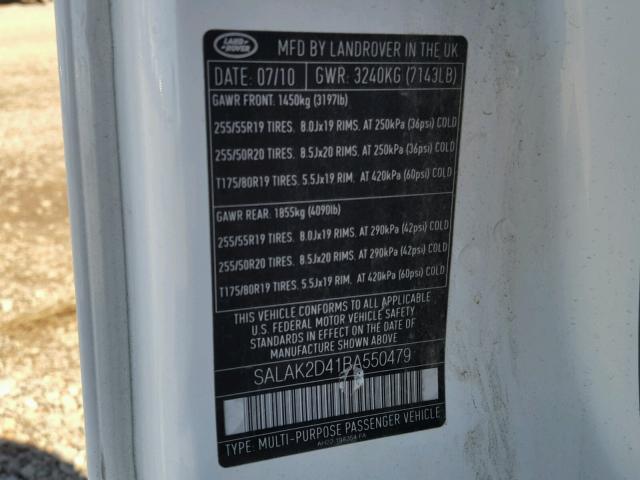 LAND ROVER
MFD BY LANDROVER IN THE UK
DATE: 07/10 GWR: 3240KG (7143LB)
GAWR FRONT: 1450kg (3197lb)
255/55R19 TIRES. 8.0Jx19 RIMS. AT 250kPa (36psi) COLD
255/50R20 TIRES. 8.5Jx20 RIMS. AT 250kPa (36psi) COLD
T175/80R19 TIRES. 5.5Jx19 RIM. AT 420kPa (60psi) COLD
GAWR REAR: 1855kg (4090lb)
255/55R19 TIRES. 8.0Jx19 RIMS. AT 290kPa (42psi) COLD
255/50R20 TIRES. 8.5Jx20 RIMS. AT 290kPa (42psi) COLD
T175/80R19 TIRES. 5.5Jx19 RIM. AT 420kPa (60psi) COLD
THIS VEHICLE CONFORMS TO ALL APPLICABLE
U.S. FEDERAL MOTOR VEHICLE SAFETY
STANDARDS IN EFFECT ON THE DATE OF
MANUFACTURE SHOWN ABOVE
SALAK2D41BA550479
TYPE: MULTI-PURPOSE PASSENGER VEHICLE